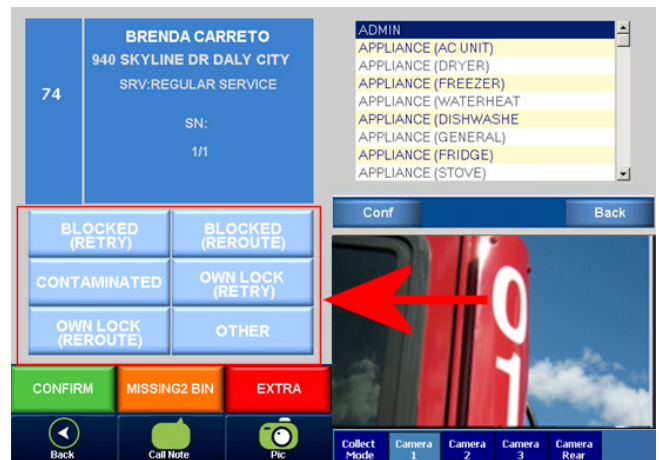 74
BRENDA CARRETO
940 SKYLINE DR DALY CITY
SRV:REGULAR SERVICE
SN:
1/1
BLOCKED
(RETRY)
BLOCKED
(REROUTE)
CONTAMINATED
OWN LOCK
(RETRY)
OWN LOCK
(REROUTE)
OTHER
CONFIRM
MISSING2 BIN
EXTRA
Back
Call Note
Pic
ADMIN
APPLIANCE (AC UNIT)
APPLIANCE (DRYER)
APPLIANCE (FREEZER)
APPLIANCE (WATERHEAT
APPLIANCE (DISHWASHE
APPLIANCE (GENERAL)
APPLIANCE (FRIDGE)
APPLIANCE (STOVE)
Conf
Back
01
Collect
Mode
Camera
1
Camera
2
Camera
3
Camera
Rear